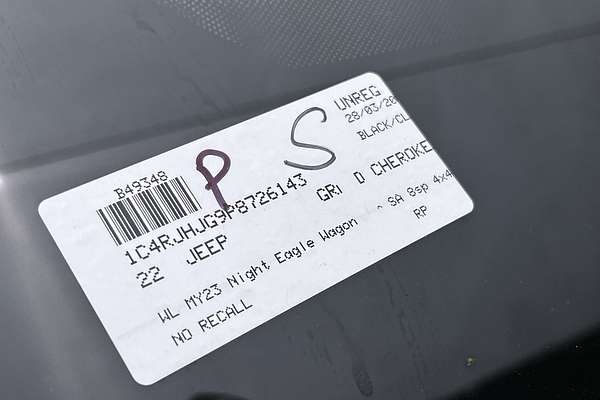 B49348
P
S
UNREG
28/03/20
BLACK/CL
1C4RJHJG9P8726143
22 JEEP
GR D CHEROKE
WL MY23 Night Eagle Wagon ^ SA 8sp 4x4
NO RECALL
RP